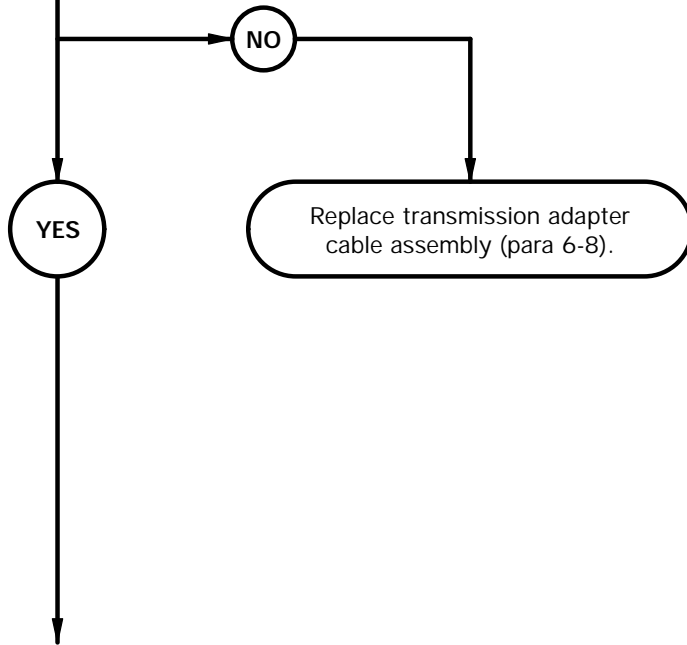 NO
YES
Replace transmission adapter
cable assembly (para 6-8).